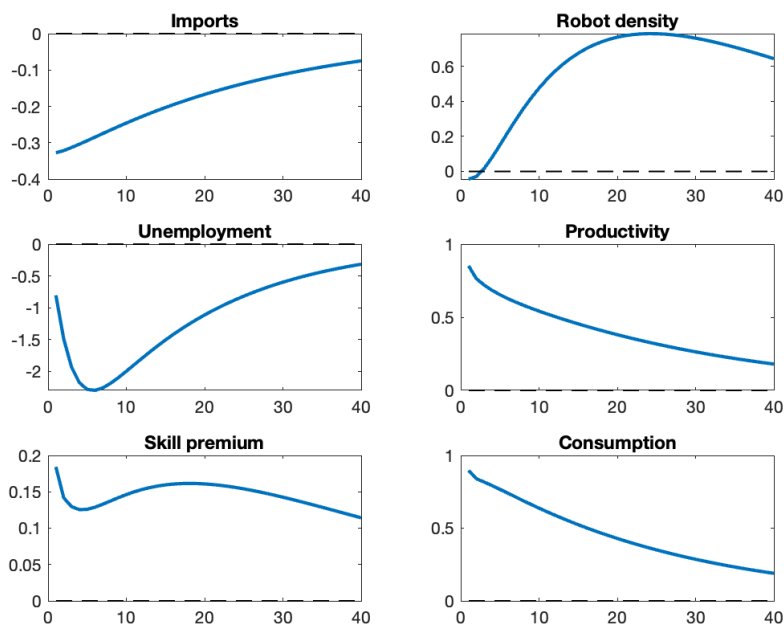 Imports
0
-0.1
-0.2
-0.3
-0.4
0 10 20 30 40
Robot density
0.6
0.4
0.2
0
0 10 20 30 40
Unemployment
0
-0.5
-1
-1.5
-2
0 10 20 30 40
Productivity
1
0.5
0
0 10 20 30 40
Skill premium
0.2
0.15
0.1
0.05
0
0 10 20 30 40
Consumption
1
0.5
0
0 10 20 30 40